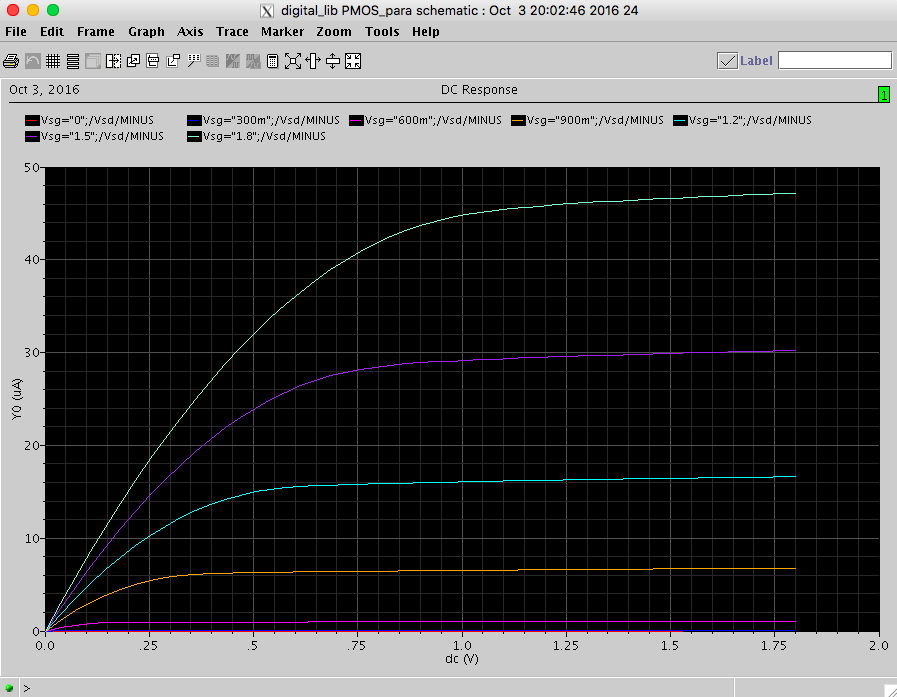 digital_lib PMOS_para schematic : Oct  3 20:02:46 2016 24
File Edit Frame Graph Axis Trace Marker Zoom Tools Help
Label
Oct 3, 2016 DC Response 1
Vsg="0";/Vsd/MINUS Vsg="300m";/Vsd/MINUS Vsg="600m";/Vsd/MINUS Vsg="900m";/Vsd/MINUS Vsg="1.2";/Vsd/MINUS
Vsg="1.5";/Vsd/MINUS Vsg="1.8";/Vsd/MINUS
50
40
30
Y0 (uA)
20
10
0
0.0 .25 .5 .75 1.0 1.25 1.5 1.75 2.0
dc (V)
>